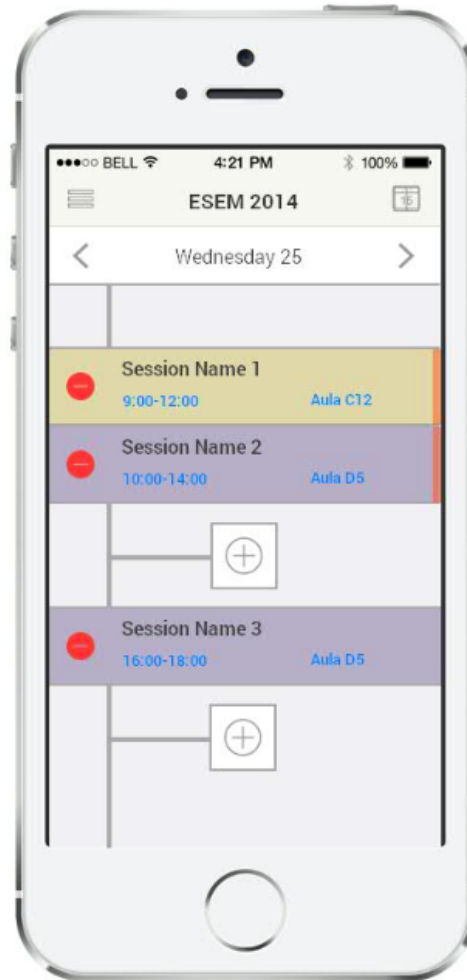 BELL 4:21 PM 100%
ESEM 2014
15
Wednesday 25
Session Name 1
9:00-12:00 Aula C12
Session Name 2
10:00-14:00 Aula D5
Session Name 3
16:00-18:00 Aula D5